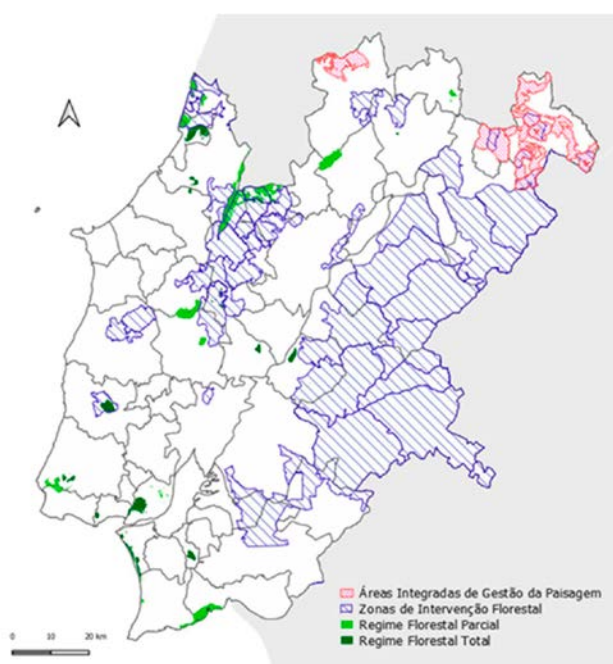 Áreas Integradas de Gestão da Paisagem
Zonas de Intervenção Florestal
Regime Florestal Parcial
Regime Florestal Total
0 10 20 km